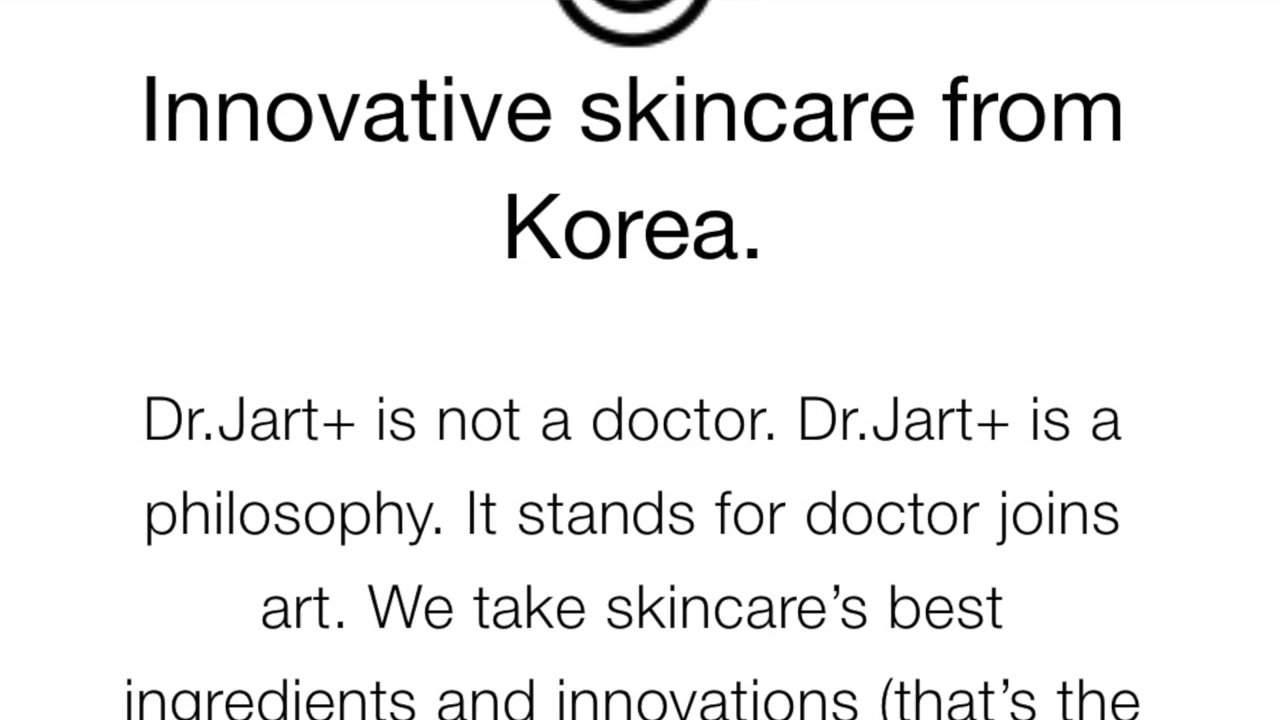 Innovative skincare from
Korea.
Dr.Jart+ is not a doctor. Dr.Jart+ is a
philosophy. It stands for doctor joins
art. We take skincare’s best
ingredients and innovations (that’s the